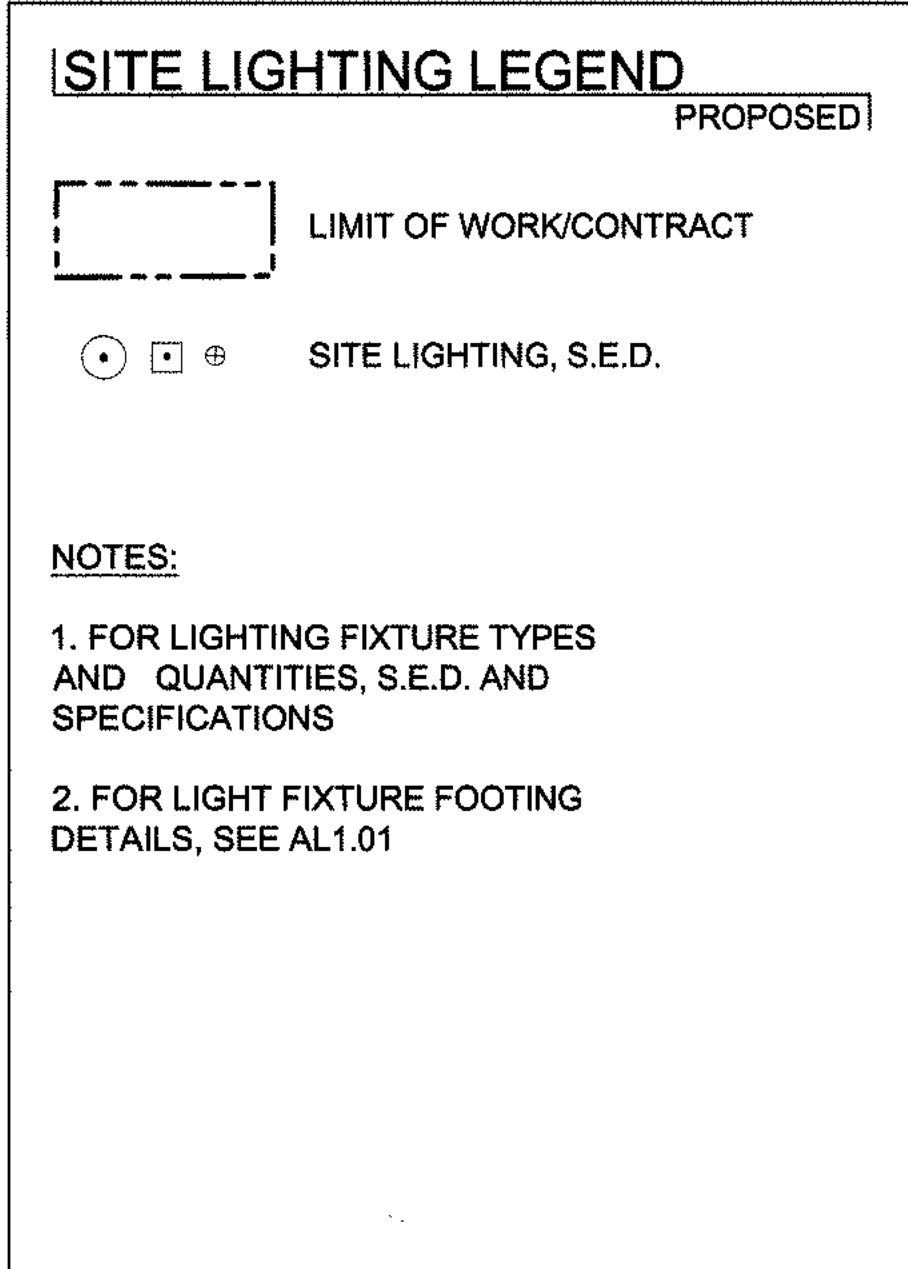 SITE LIGHTING LEGEND
PROPOSED
LIMIT OF WORK/CONTRACT
SITE LIGHTING, S.E.D.
NOTES:
1. FOR LIGHTING FIXTURE TYPES
AND QUANTITIES, S.E.D. AND
SPECIFICATIONS
2. FOR LIGHT FIXTURE FOOTING
DETAILS, SEE AL1.01